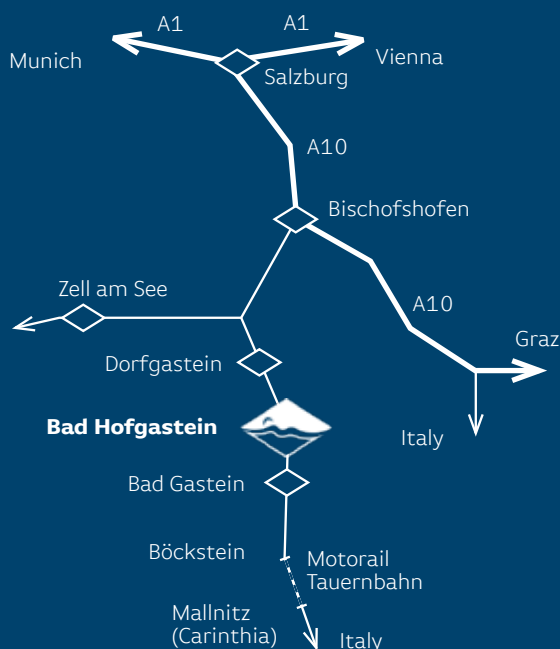 A1
A1
Munich
Vienna
Salzburg
A10
Bischofshofen
Zell am See
A10
Graz
Dorfgastein
Bad Hofgastein
Italy
Bad Gastein
Böckstein
Motorail
Tauernbahn
Mallnitz
(Carinthia)
Italy